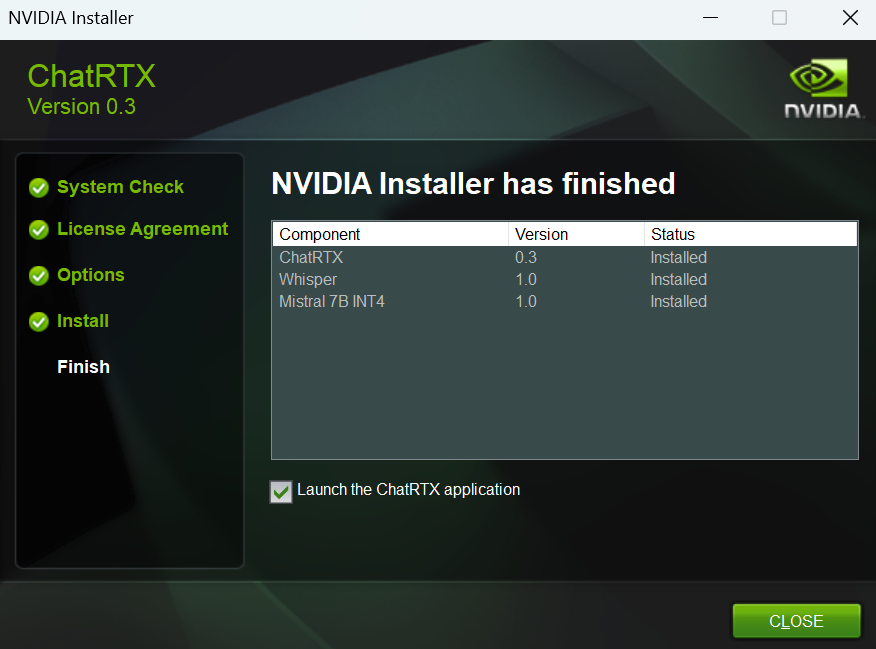 NVIDIA Installer
ChatRTX
Version 0.3
NVIDIA
System Check
License Agreement
Options
Install
Finish
NVIDIA Installer has finished
Component Version Status
ChatRTX 0.3 Installed
Whisper 1.0 Installed
Mistral 7B INT4 1.0 Installed
Launch the ChatRTX application
CLOSE